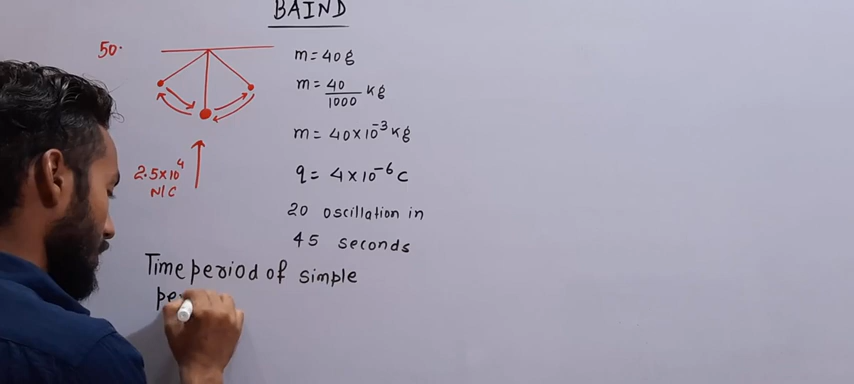 BAIND
50.
m = 40g
m = 40/1000 kg
m = 40 × 10⁻³ kg
2.5 × 10⁴
N/C
q = 4 × 10⁻⁶ C
20 oscillation in
45 seconds
Time period of simple
pe